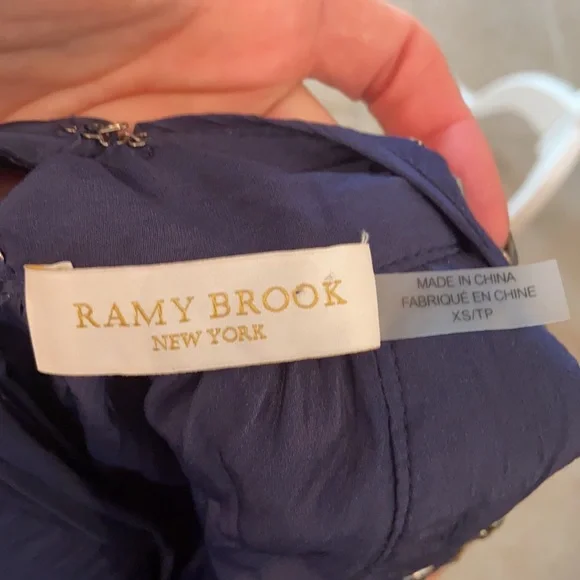 RAMY BROOK
NEW YORK
MADE IN CHINA
FABRIQUÉ EN CHINE
XS/TP